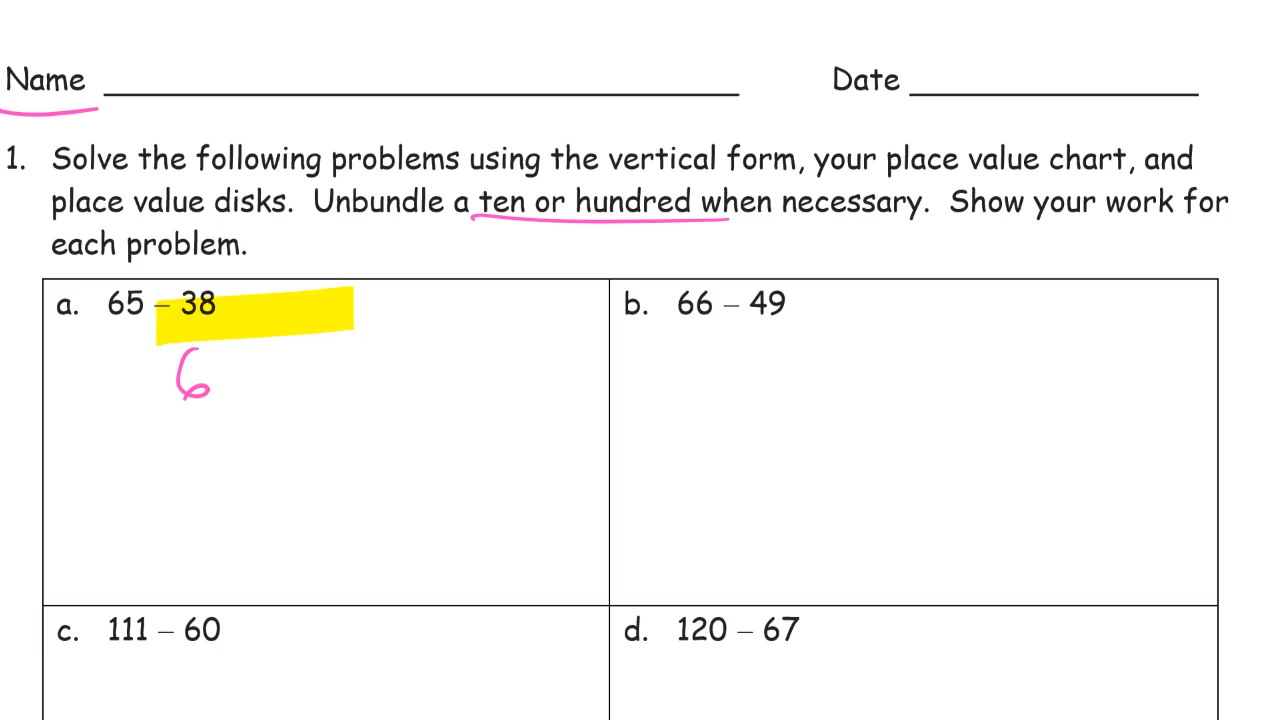 Name Date
1. Solve the following problems using the vertical form, your place value chart, and
place value disks. Unbundle a ten or hundred when necessary. Show your work for
each problem.
a. 65 – 38
6
b. 66 – 49
c. 111 – 60
d. 120 – 67